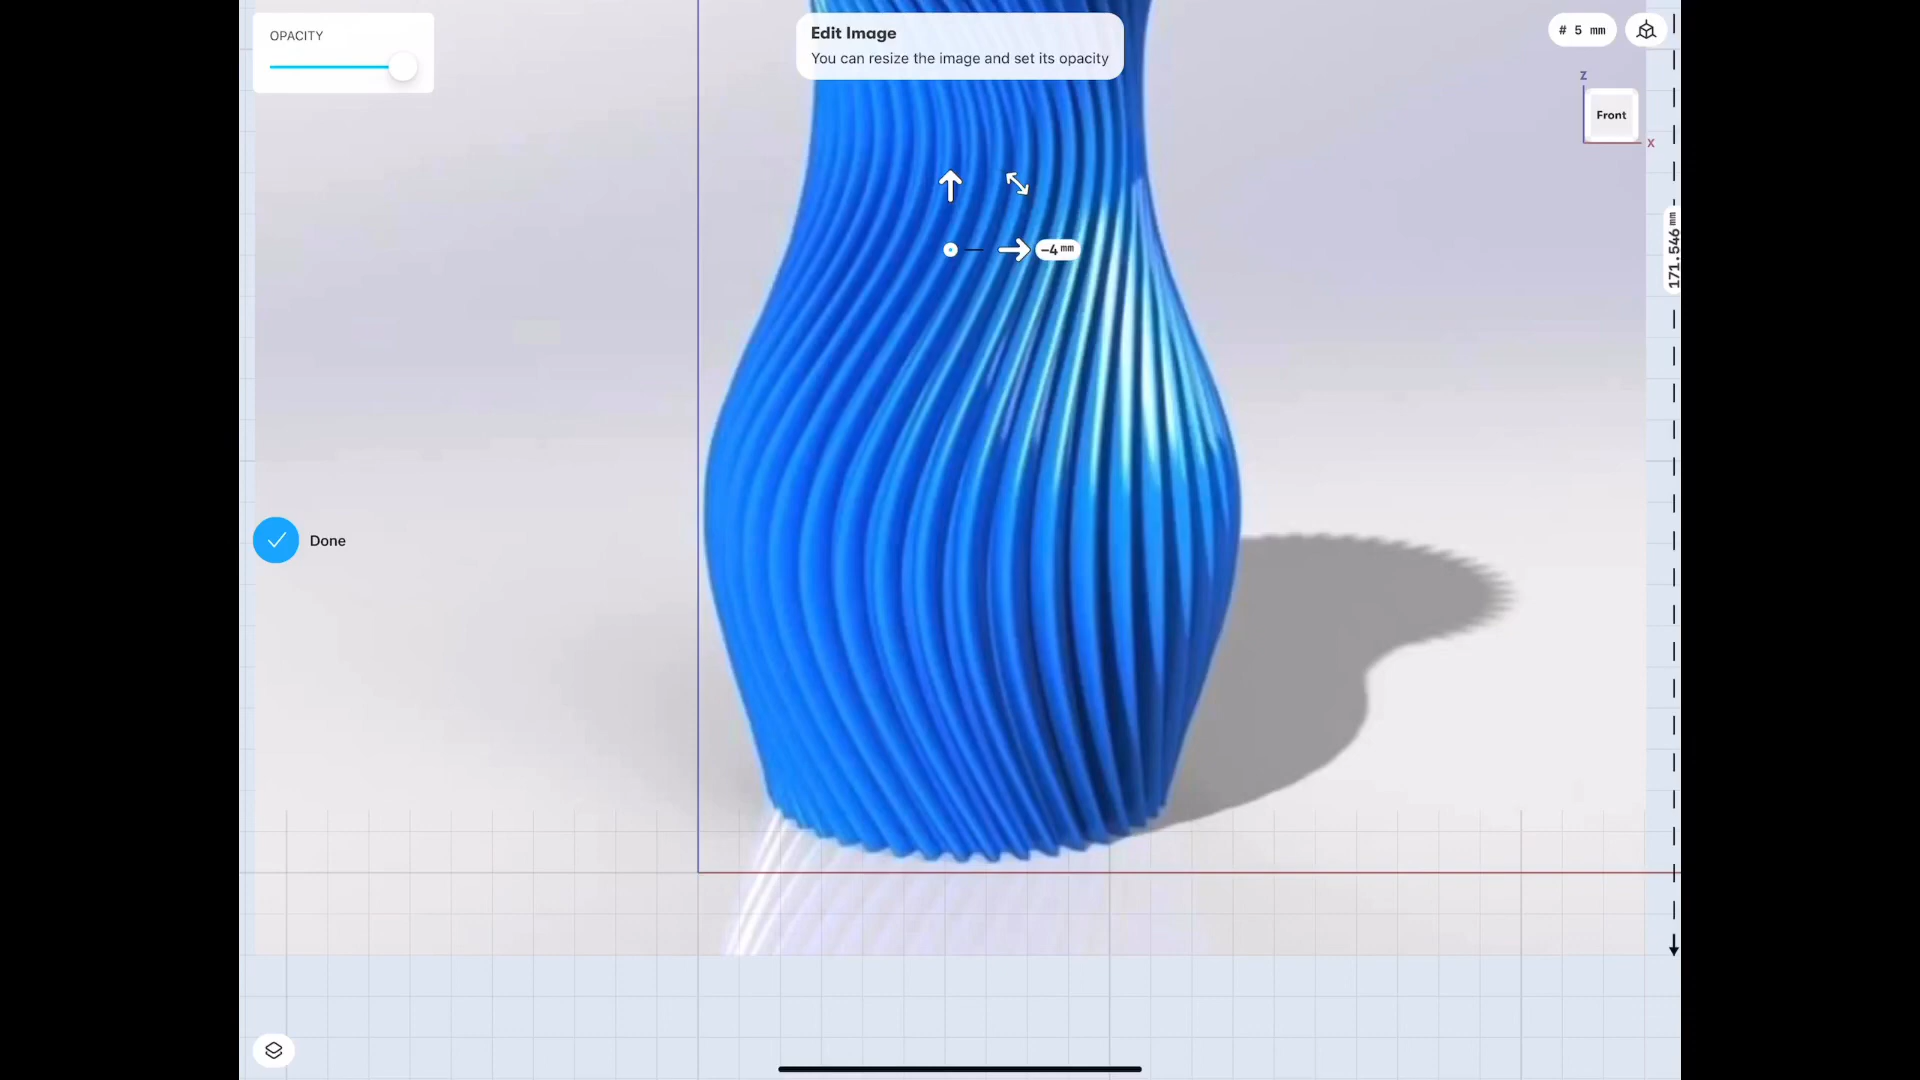 OPACITY
Edit Image
You can resize the image and set its opacity
# 5 mm
Z
Front
X
171.546 mm
−4 mm
Done